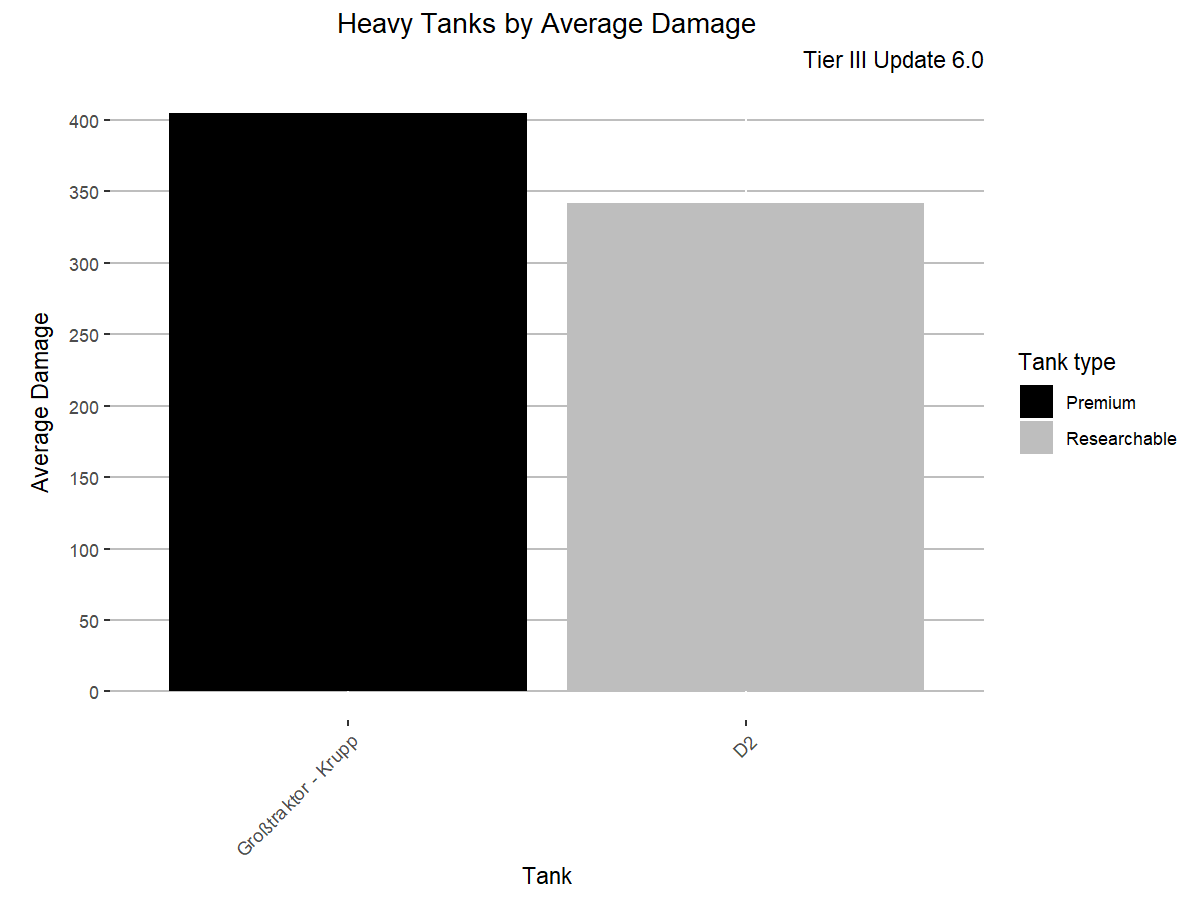 Heavy Tanks by Average Damage
Tier III Update 6.0
Average Damage
400
350
300
250
200
150
100
50
0
Großtraktor - Krupp
D2
Tank
Tank type
Premium
Researchable